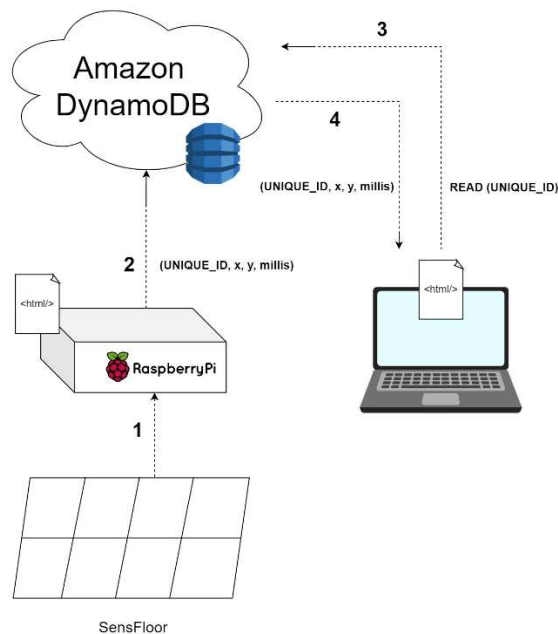 3
Amazon
DynamoDB
4
(UNIQUE_ID, x, y, millis)
READ (UNIQUE_ID)
2
(UNIQUE_ID, x, y, millis)
<html/>
<html/>
RaspberryPi
1
SensFloor